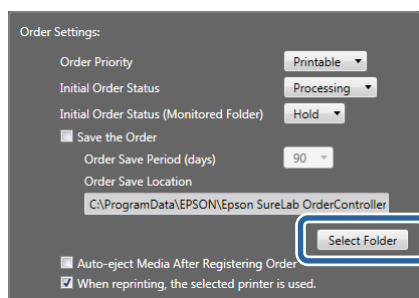 Order Settings:
Order Priority
Printable
Initial Order Status
Processing
Initial Order Status (Monitored Folder)
Hold
Save the Order
Order Save Period (days)
90
Order Save Location
C:\ProgramData\EPSON\Epson SureLab OrderController
Select Folder
Auto-eject Media After Registering Order
When reprinting, the selected printer is used.